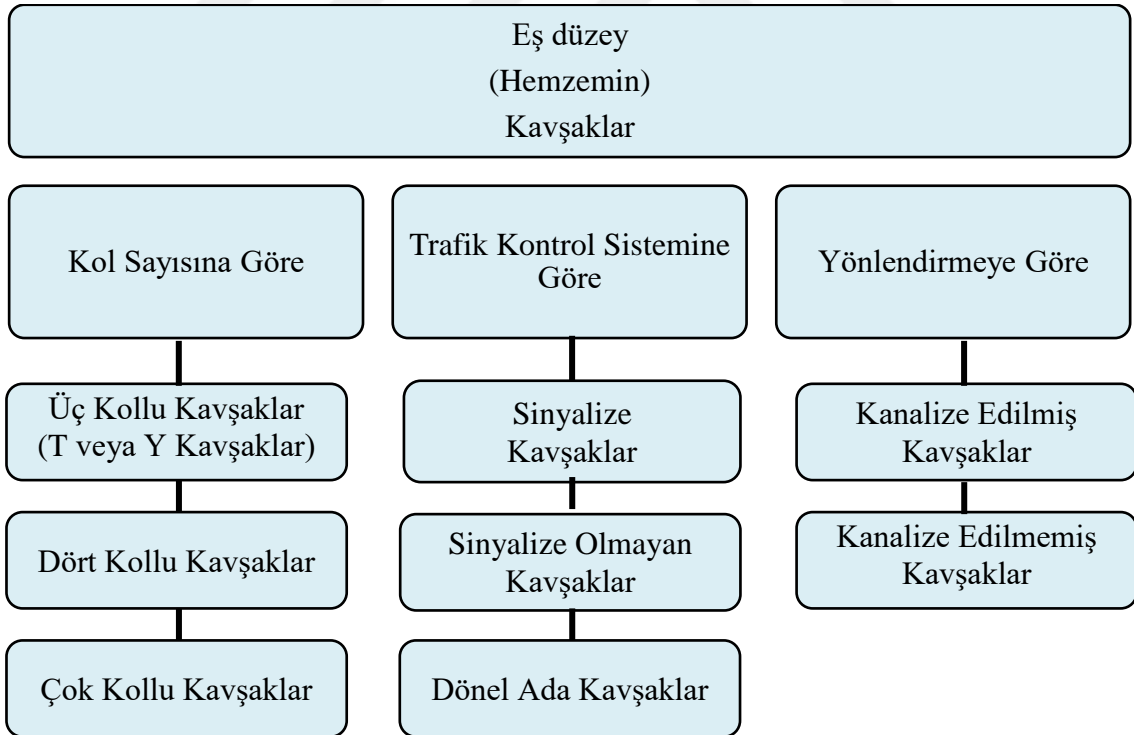 Eş düzey
(Hemzemin)
Kavşaklar
Kol Sayısına Göre
Trafik Kontrol Sistemine
Göre
Yönlendirmeye Göre
Üç Kollu Kavşaklar
(T veya Y Kavşaklar)
Sinyalize
Kavşaklar
Kanalize Edilmiş
Kavşaklar
Dört Kollu Kavşaklar
Sinyalize Olmayan
Kavşaklar
Kanalize Edilmemiş
Kavşaklar
Çok Kollu Kavşaklar
Dönel Ada Kavşaklar